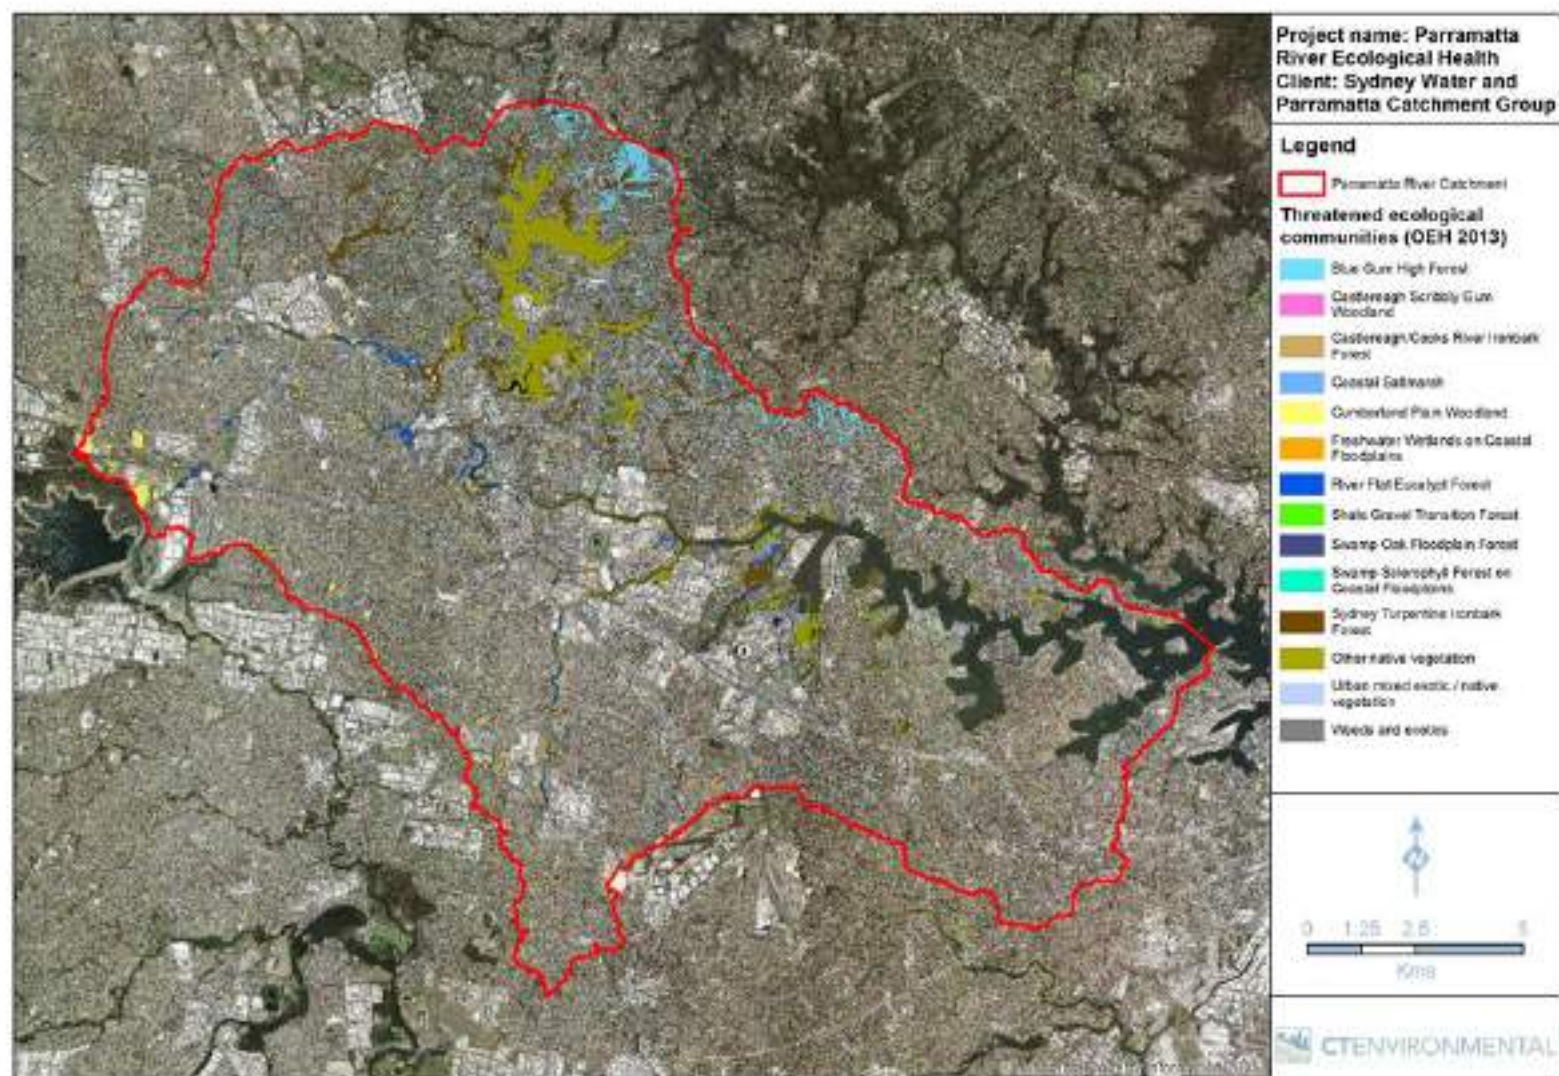 Project name: Parramatta
River Ecological Health
Client: Sydney Water and
Parramatta Catchment Group
Legend
Parramatta River Catchment
Threatened ecological
communities (OEH 2013)
Blue Gum High Forest
Castlereagh Scribbly Gum
Woodland
Castlereagh/Cooks River Ironbark
Forest
Coastal Saltmarsh
Cumberland Plain Woodland
Freshwater Wetlands on Coastal
Floodplains
River Flat Eucalypt Forest
Shale Gravel Transition Forest
Swamp Oak Floodplain Forest
Swamp Sclerophyll Forest on
Coastal Floodplains
Sydney Turpentine Ironbark
Forest
Other native vegetation
Urban mixed exotic / native
vegetation
Weeds and exotics
N
0 1.25 2.5 5
Kms
CTENVIRONMENTAL